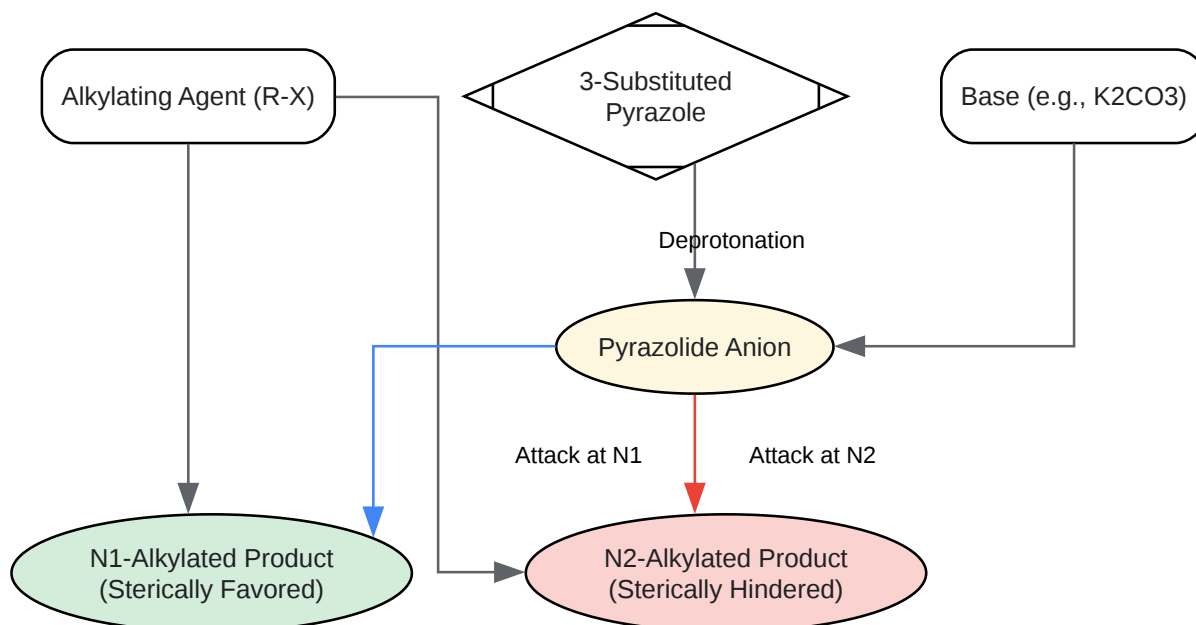 Alkylating Agent (R-X)
3-Substituted
Pyrazole
Base (e.g., K2CO3)
Deprotonation
Pyrazolide Anion
Attack at N1
Attack at N2
N1-Alkylated Product
(Sterically Favored)
N2-Alkylated Product
(Sterically Hindered)